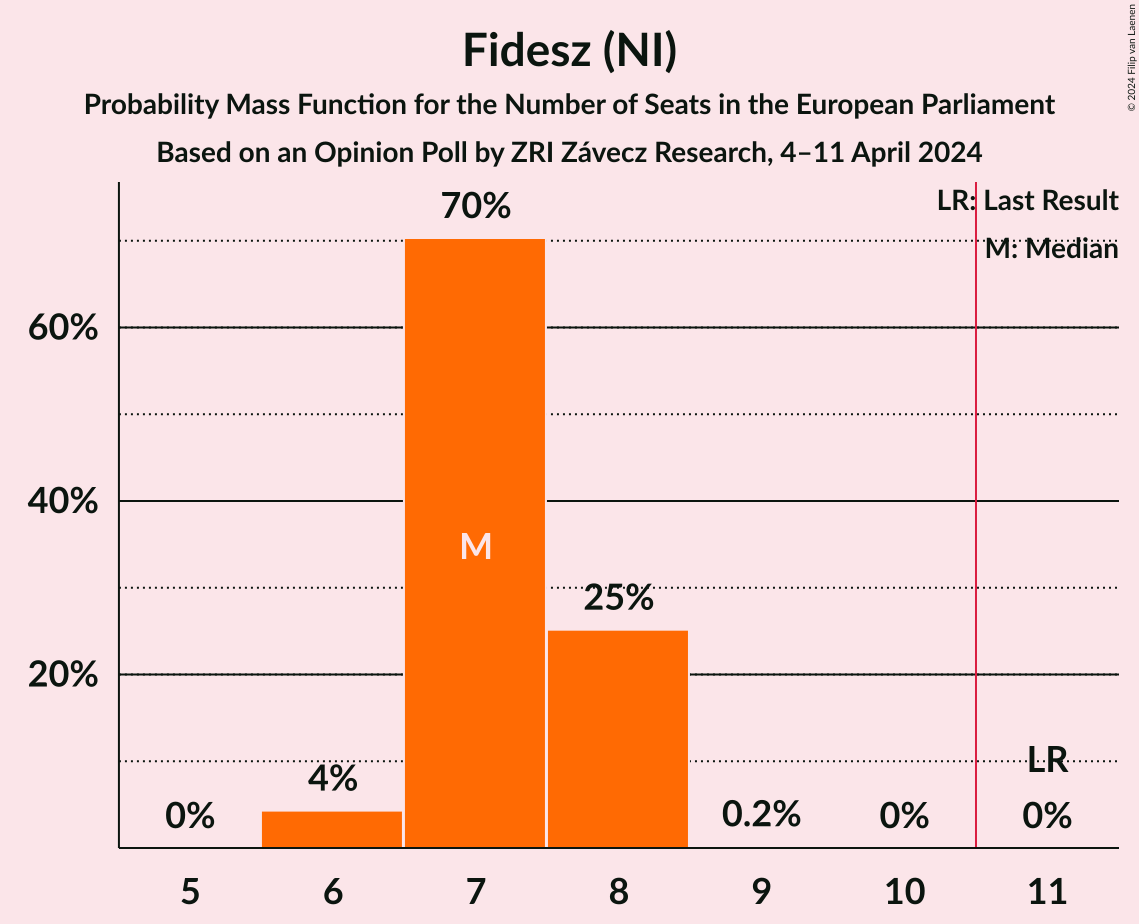 Fidesz (NI)
Probability Mass Function for the Number of Seats in the European Parliament
Based on an Opinion Poll by ZRI Závecz Research, 4–11 April 2024
© 2024 Filip van Laenen
LR: Last Result
M: Median
70%
60%
40%
M
25%
20%
LR
4%
0%
0.2%
0%
0%
5
6
7
8
9
10
11